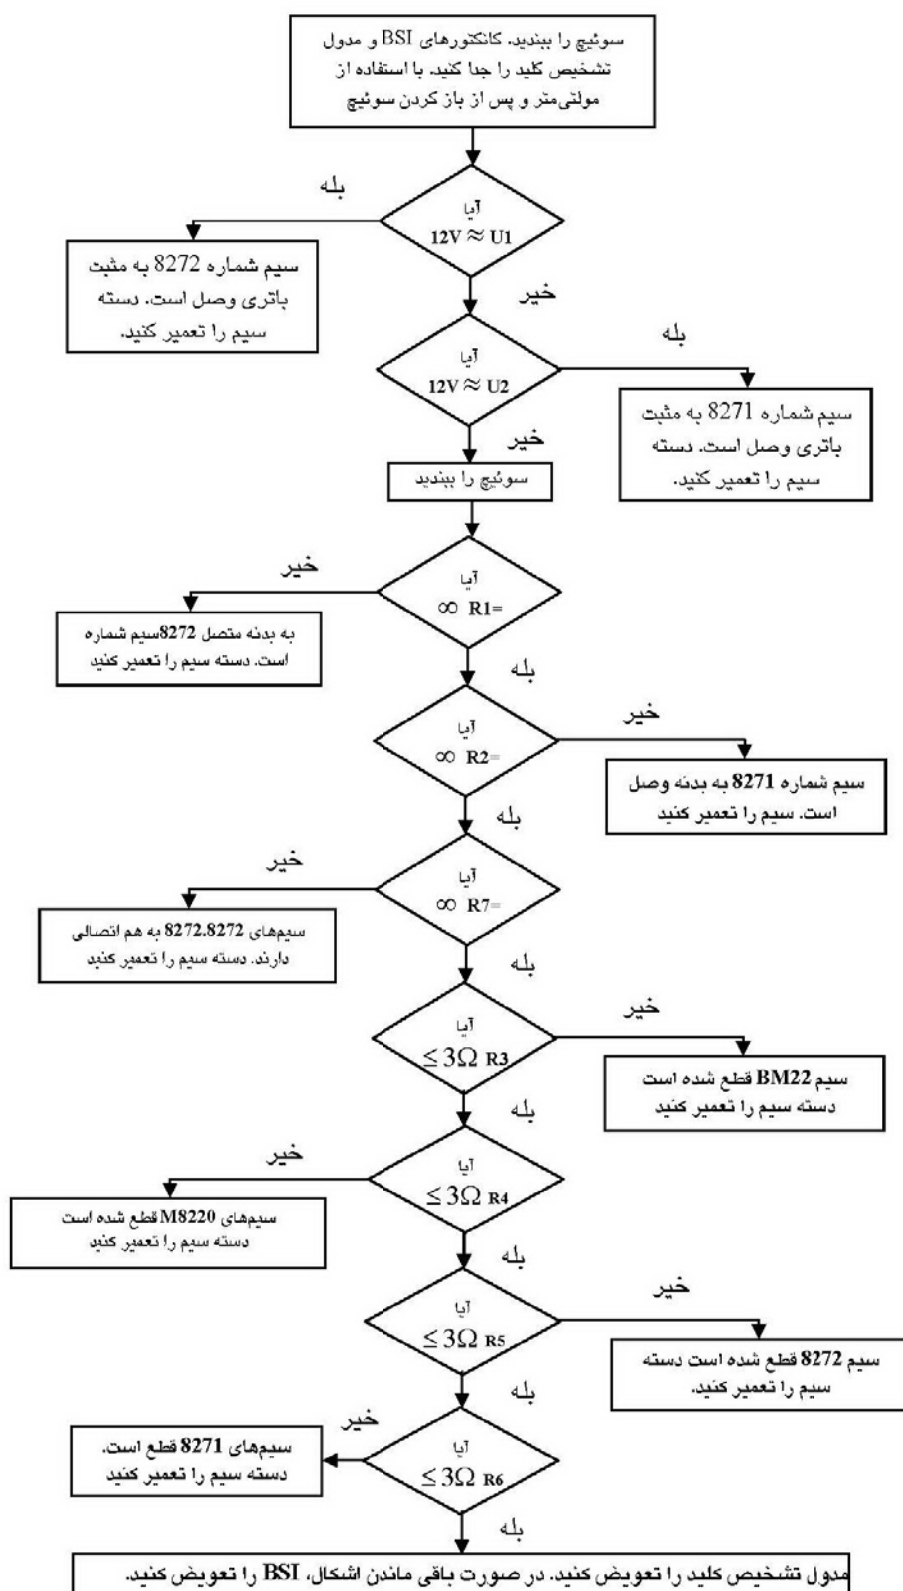 سوئیچ را ببندید. کانکتورهای BSI و مدول
تشخیص کلید را جدا کنید. با استفاده از
مولتی‌متر و پس از باز کردن سوئیچ
آیا
12V ≈ U1
بله
سیم شماره 8272 به مثبت
باتری وصل است. دسته
سیم را تعمیر کنید.
خیر
آیا
12V ≈ U2
بله
سیم شماره 8271 به مثبت
باتری وصل است. دسته
سیم را تعمیر کنید.
خیر
سوئیچ را ببندید
آیا
∞ R1=
خیر
به بدنه متصل 8272سیم شماره
است. دسته سیم را تعمیر کنید
بله
آیا
∞ R2=
خیر
سیم شماره 8271 به بدنه وصل
است. سیم را تعمیر کنید
بله
آیا
∞ R7=
خیر
سیم‌های 8272.8272 به هم اتصالی
دارند. دسته سیم را تعمیر کنید
بله
آیا
≤ 3Ω R3
خیر
سیم BM22 قطع شده است
دسته سیم را تعمیر کنید
بله
آیا
≤ 3Ω R4
خیر
سیم‌های M8220 قطع شده است
دسته سیم را تعمیر کنید
بله
آیا
≤ 3Ω R5
خیر
سیم 8272 قطع شده است دسته
سیم را تعمیر کنید.
بله
آیا
≤ 3Ω R6
خیر
سیم‌های 8271 قطع است.
دسته سیم را تعمیر کنید
بله
مدول تشخیص کلید را تعویض کنید. در صورت باقی ماندن اشکال، BSI را تعویض کنید.